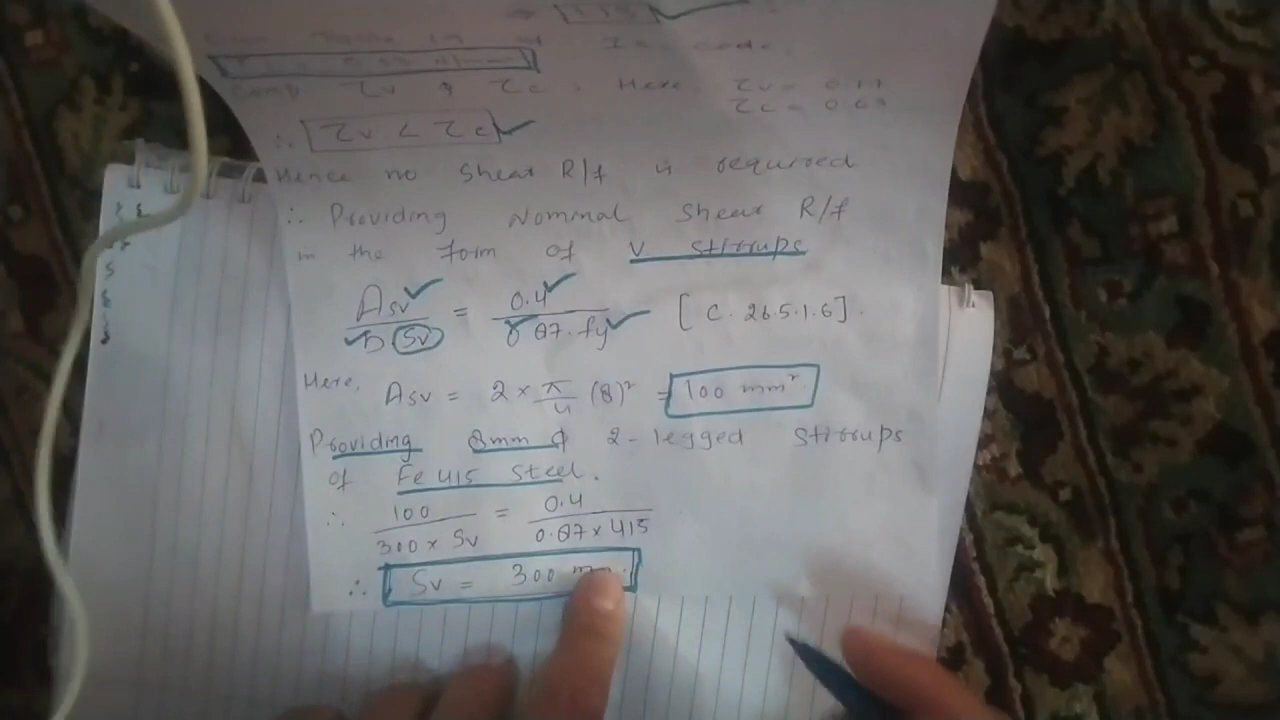 Comp τv & τc, Here τv = 0.17
τc = 0.63
∴ τv < τc
Hence no Shear R/f is requrued
∴ Providing Nominal Shear R/f
in the form of V stirrups
Asv / b Sv = 0.4 / 0.87. fy [C. 26.5.1.6].
Here, Asv = 2 × π/4 (8)² = 100 mm²
Providing 8mm ϕ 2-legged Stirrups
of Fe 415 Steel.
∴ 100 / 300 × Sv = 0.4 / 0.87 × 415
∴ Sv = 300 mm.